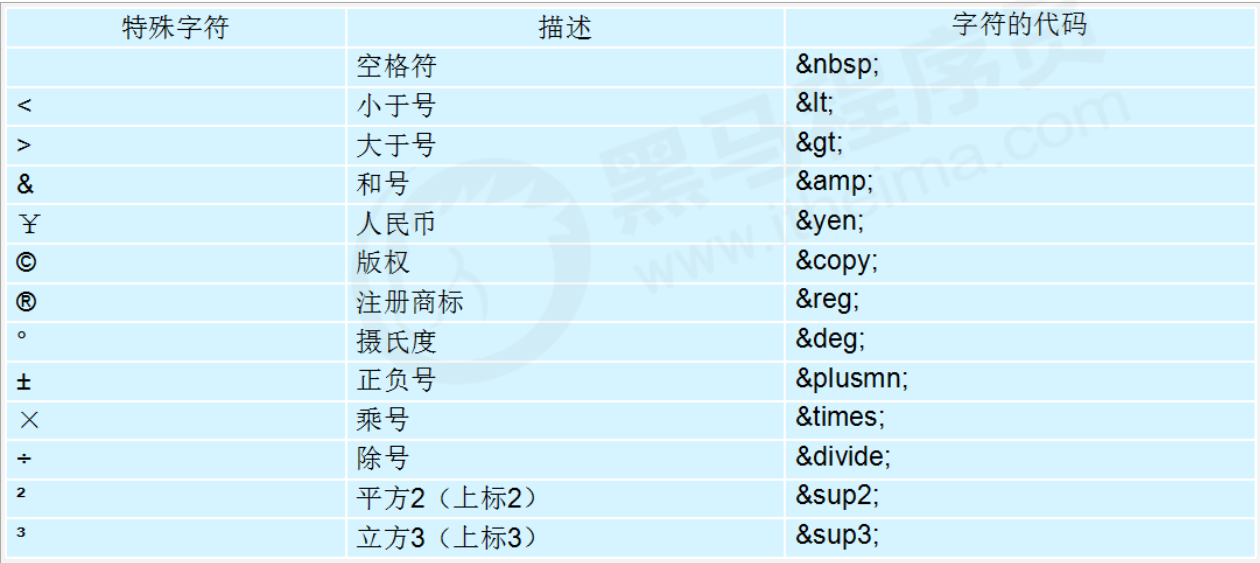 特殊字符 描述 字符的代码
空格符 &nbsp;
< 小于号 &lt;
> 大于号 &gt;
& 和号 &amp;
￥ 人民币 &yen;
© 版权 &copy;
® 注册商标 &reg;
° 摄氏度 &deg;
± 正负号 &plusmn;
× 乘号 &times;
÷ 除号 &divide;
² 平方2（上标2） &sup2;
³ 立方3（上标3） &sup3;
黑马程序员
www.itheima.com